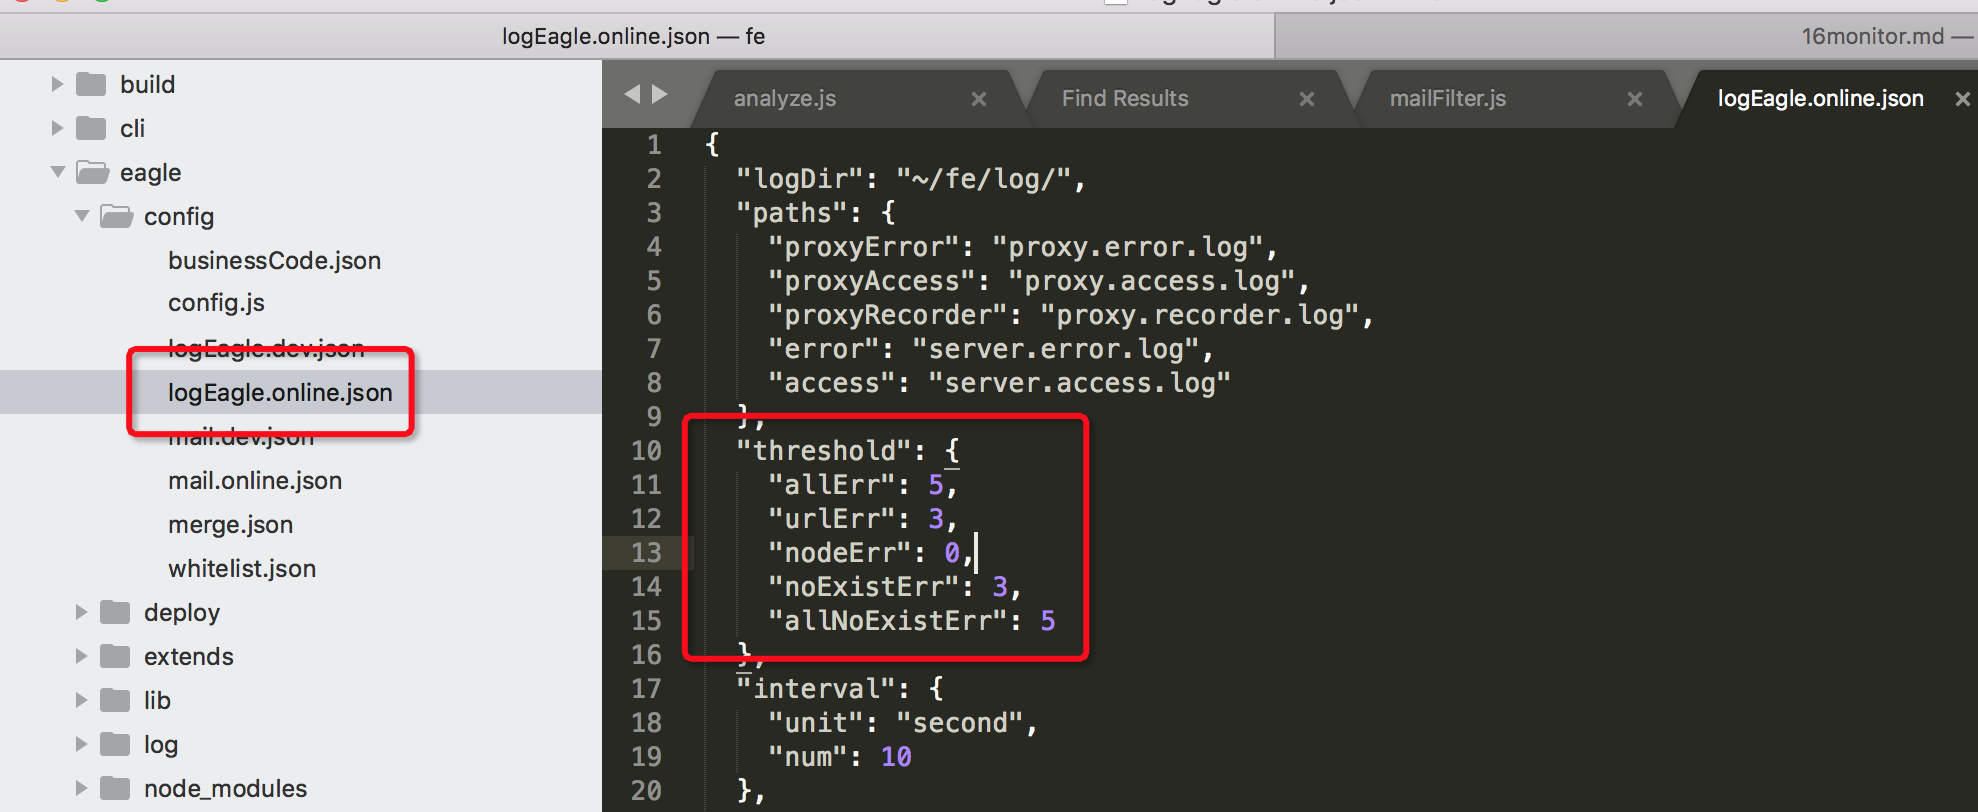 logEagle.online.json — fe
16monitor.md —
build
cli
eagle
config
businessCode.json
config.js
logEagle.dev.json
logEagle.online.json
mail.dev.json
mail.online.json
merge.json
whitelist.json
deploy
extends
lib
log
node_modules
analyze.js ×
Find Results ×
mailFilter.js ×
logEagle.online.json ×
1 {
2 "logDir": "~/fe/log/",
3 "paths": {
4 "proxyError": "proxy.error.log",
5 "proxyAccess": "proxy.access.log",
6 "proxyRecorder": "proxy.recorder.log",
7 "error": "server.error.log",
8 "access": "server.access.log"
9 },
10 "threshold": {
11 "allErr": 5,
12 "urlErr": 3,
13 "nodeErr": 0,
14 "noExistErr": 3,
15 "allNoExistErr": 5
16 },
17 "interval": {
18 "unit": "second",
19 "num": 10
20 },